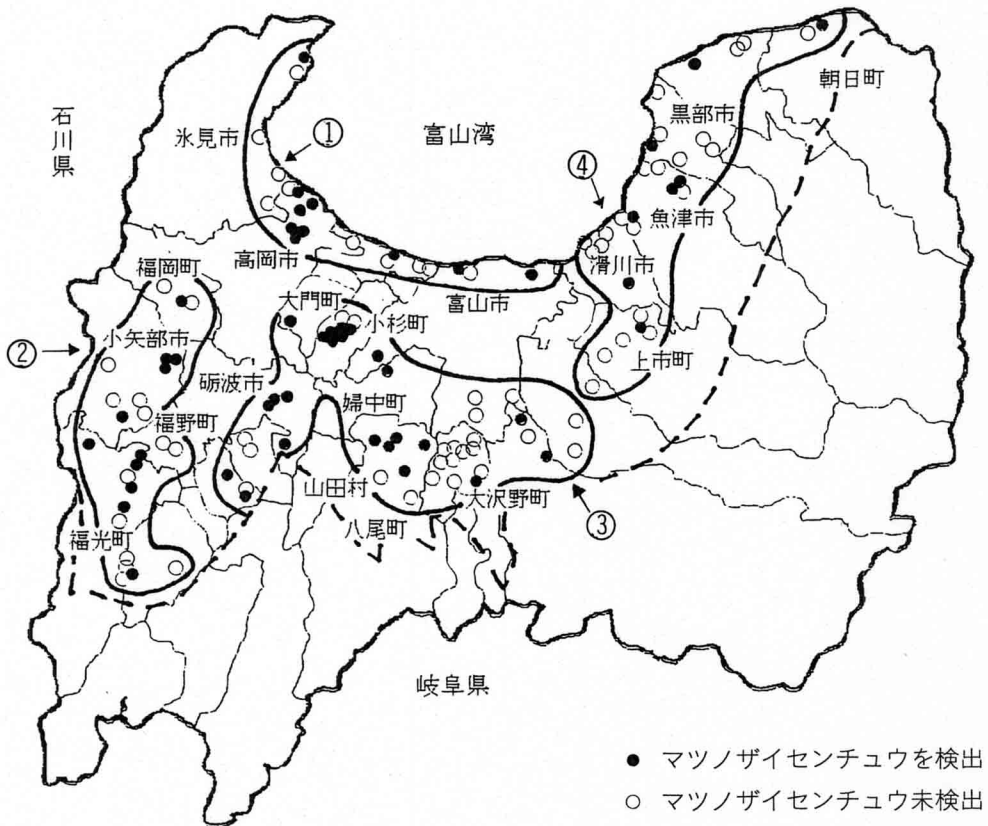 石川県
氷見市
①
富山湾
④
黒部市
朝日町
魚津市
滑川市
高岡市
福岡町
大門町
小杉町
富山市
上市町
②
小矢部市
砺波市
婦中町
福野町
山田村
大沢野町
③
八尾町
福光町
岐阜県
● マツノザイセンチュウを検出
○ マツノザイセンチュウ未検出